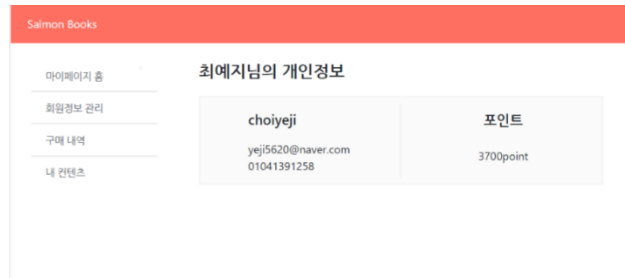 Salmon Books
마이페이지 홈
회원정보 관리
구매 내역
내 컨텐츠
최예지님의 개인정보
choiyeji
yeji5620@naver.com
01041391258
포인트
3700point